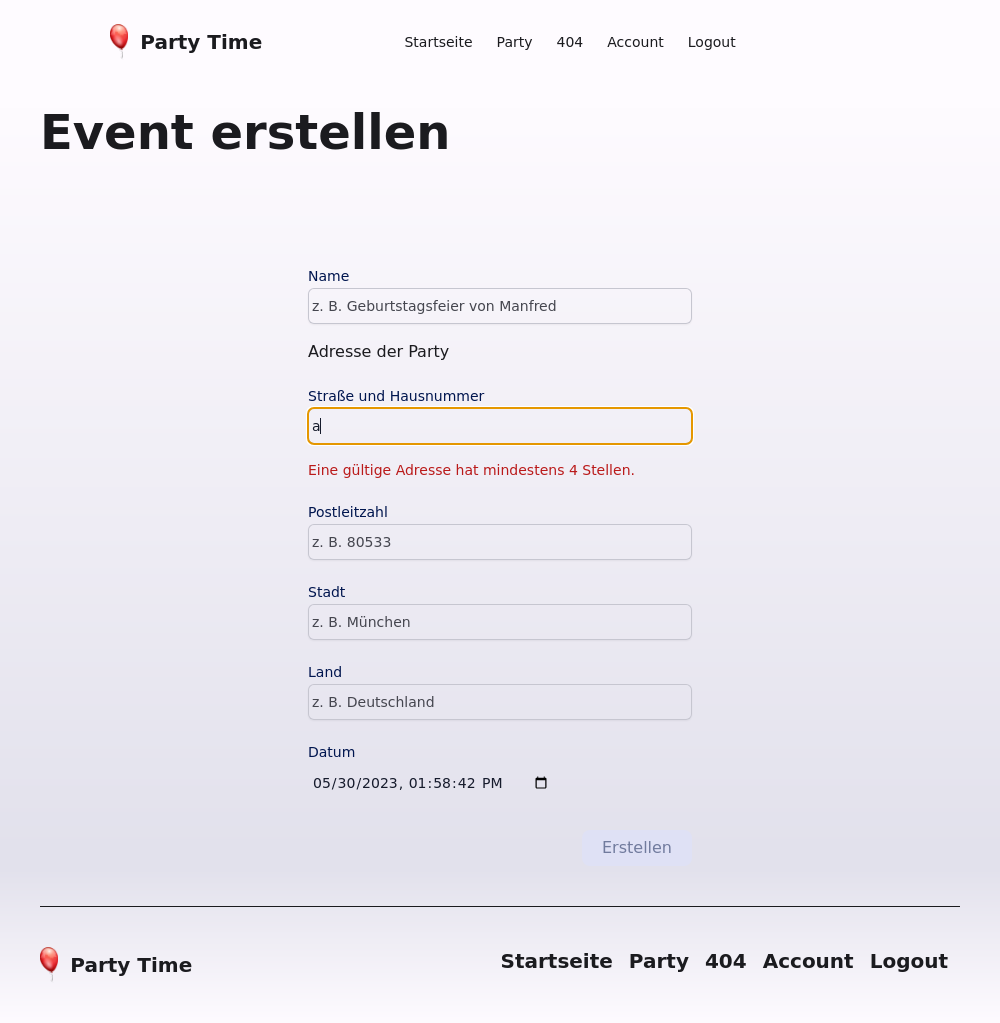 Party Time
Startseite Party 404 Account Logout
Event erstellen
Name
z. B. Geburtstagsfeier von Manfred
Adresse der Party
Straße und Hausnummer
a
Eine gültige Adresse hat mindestens 4 Stellen.
Postleitzahl
z. B. 80533
Stadt
z. B. München
Land
z. B. Deutschland
Datum
05/30/2023, 01:58:42 PM
Erstellen
Party Time
Startseite Party 404 Account Logout